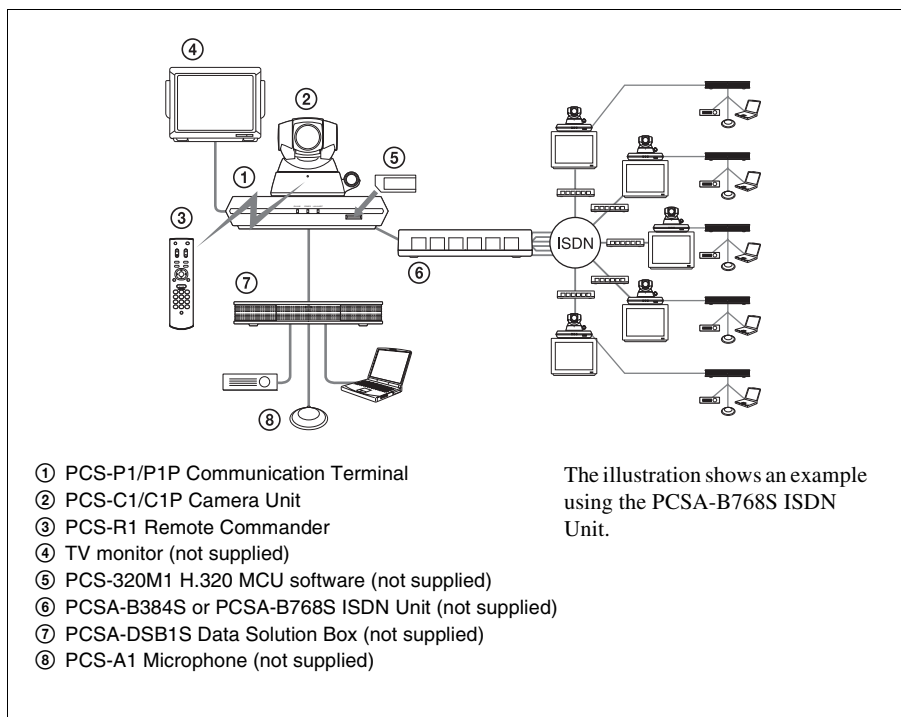 ④
②
①
⑤
③
ISDN
⑥
⑦
⑧
① PCS-P1/P1P Communication Terminal
② PCS-C1/C1P Camera Unit
③ PCS-R1 Remote Commander
④ TV monitor (not supplied)
⑤ PCS-320M1 H.320 MCU software (not supplied)
⑥ PCSA-B384S or PCSA-B768S ISDN Unit (not supplied)
⑦ PCSA-DSB1S Data Solution Box (not supplied)
⑧ PCS-A1 Microphone (not supplied)
The illustration shows an example
using the PCSA-B768S ISDN
Unit.